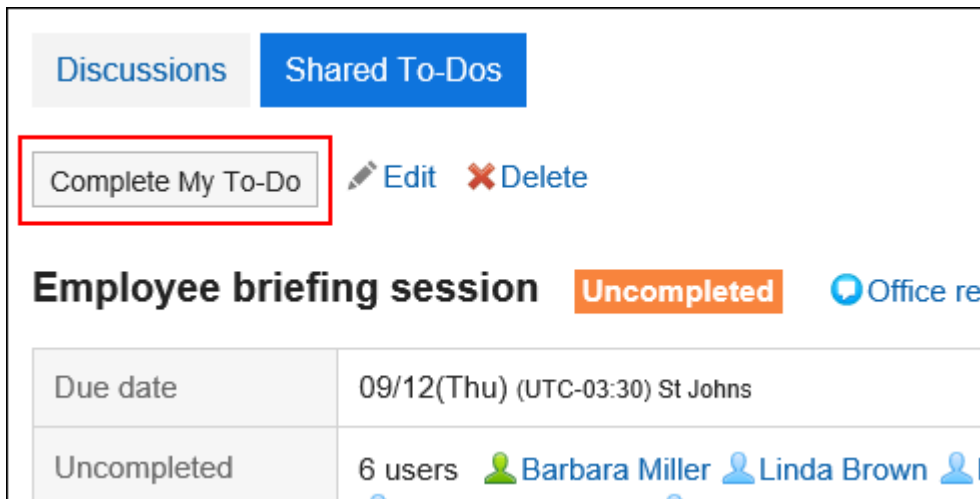 Discussions Shared To-Dos
Complete My To-Do Edit Delete
Employee briefing session Uncompleted Office
Due date 09/12(Thu) (UTC-03:30) St Johns
Uncompleted 6 users Barbara Miller Linda Brown